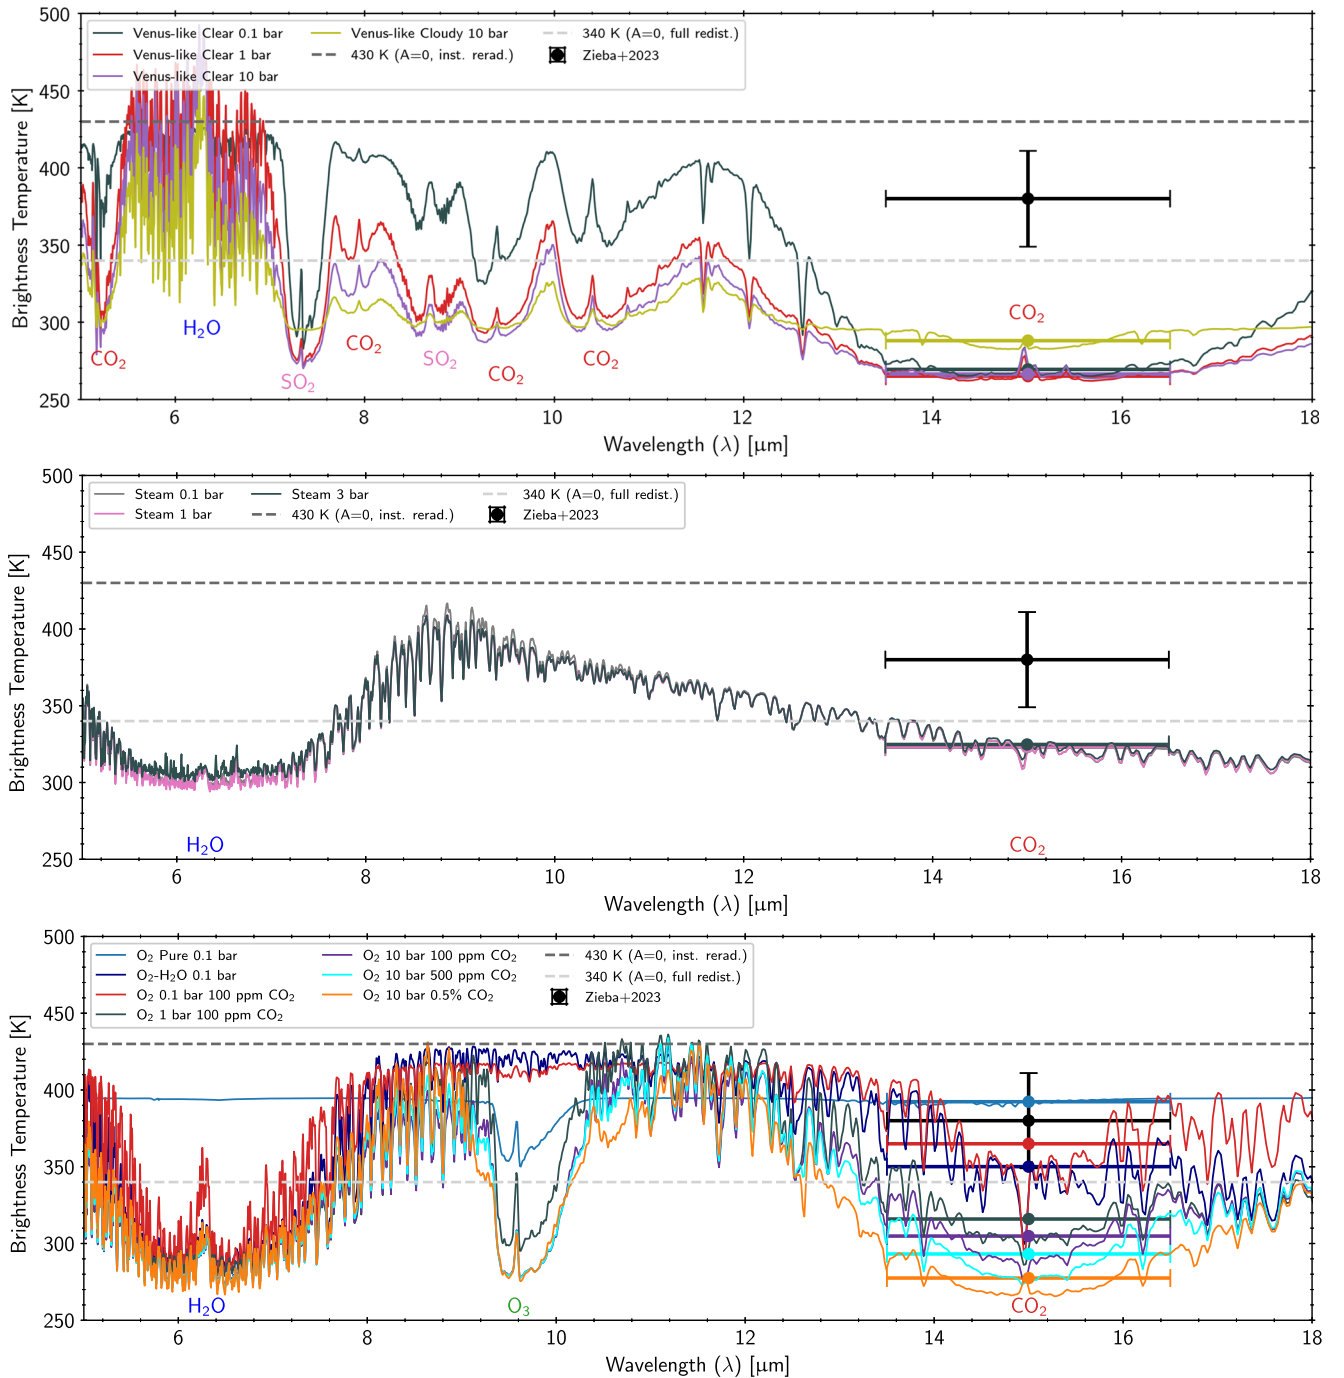 500
450
400
350
300
250
Brightness Temperature [K]
Venus-like Clear 0.1 bar
Venus-like Clear 1 bar
Venus-like Clear 10 bar
Venus-like Cloudy 10 bar
430 K (A=0, inst. rerad.)
340 K (A=0, full redist.)
Zieba+2023
CO₂
H₂O
SO₂
CO₂
SO₂
CO₂
CO₂
CO₂
6 8 10 12 14 16 18
Wavelength (λ) [μm]
500
450
400
350
300
250
Brightness Temperature [K]
Steam 0.1 bar
Steam 1 bar
Steam 3 bar
430 K (A=0, inst. rerad.)
340 K (A=0, full redist.)
Zieba+2023
H₂O
CO₂
6 8 10 12 14 16 18
Wavelength (λ) [μm]
500
450
400
350
300
250
Brightness Temperature [K]
O₂ Pure 0.1 bar
O₂-H₂O 0.1 bar
O₂ 0.1 bar 100 ppm CO₂
O₂ 1 bar 100 ppm CO₂
O₂ 10 bar 100 ppm CO₂
O₂ 10 bar 500 ppm CO₂
O₂ 10 bar 0.5% CO₂
430 K (A=0, inst. rerad.)
340 K (A=0, full redist.)
Zieba+2023
H₂O
O₃
CO₂
6 8 10 12 14 16 18
Wavelength (λ) [μm]